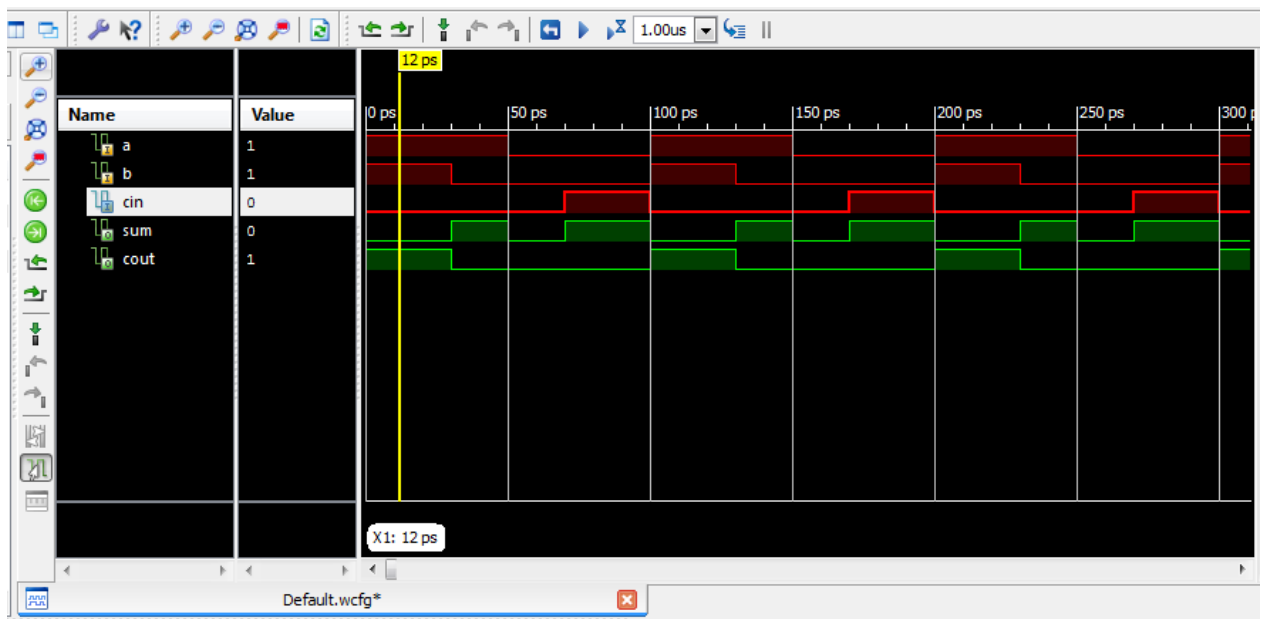 1.00us
12 ps
Name Value
0 ps 50 ps 100 ps 150 ps 200 ps 250 ps 300 p
a 1
b 1
cin 0
sum 0
cout 1
X1: 12 ps
Default.wcfg*